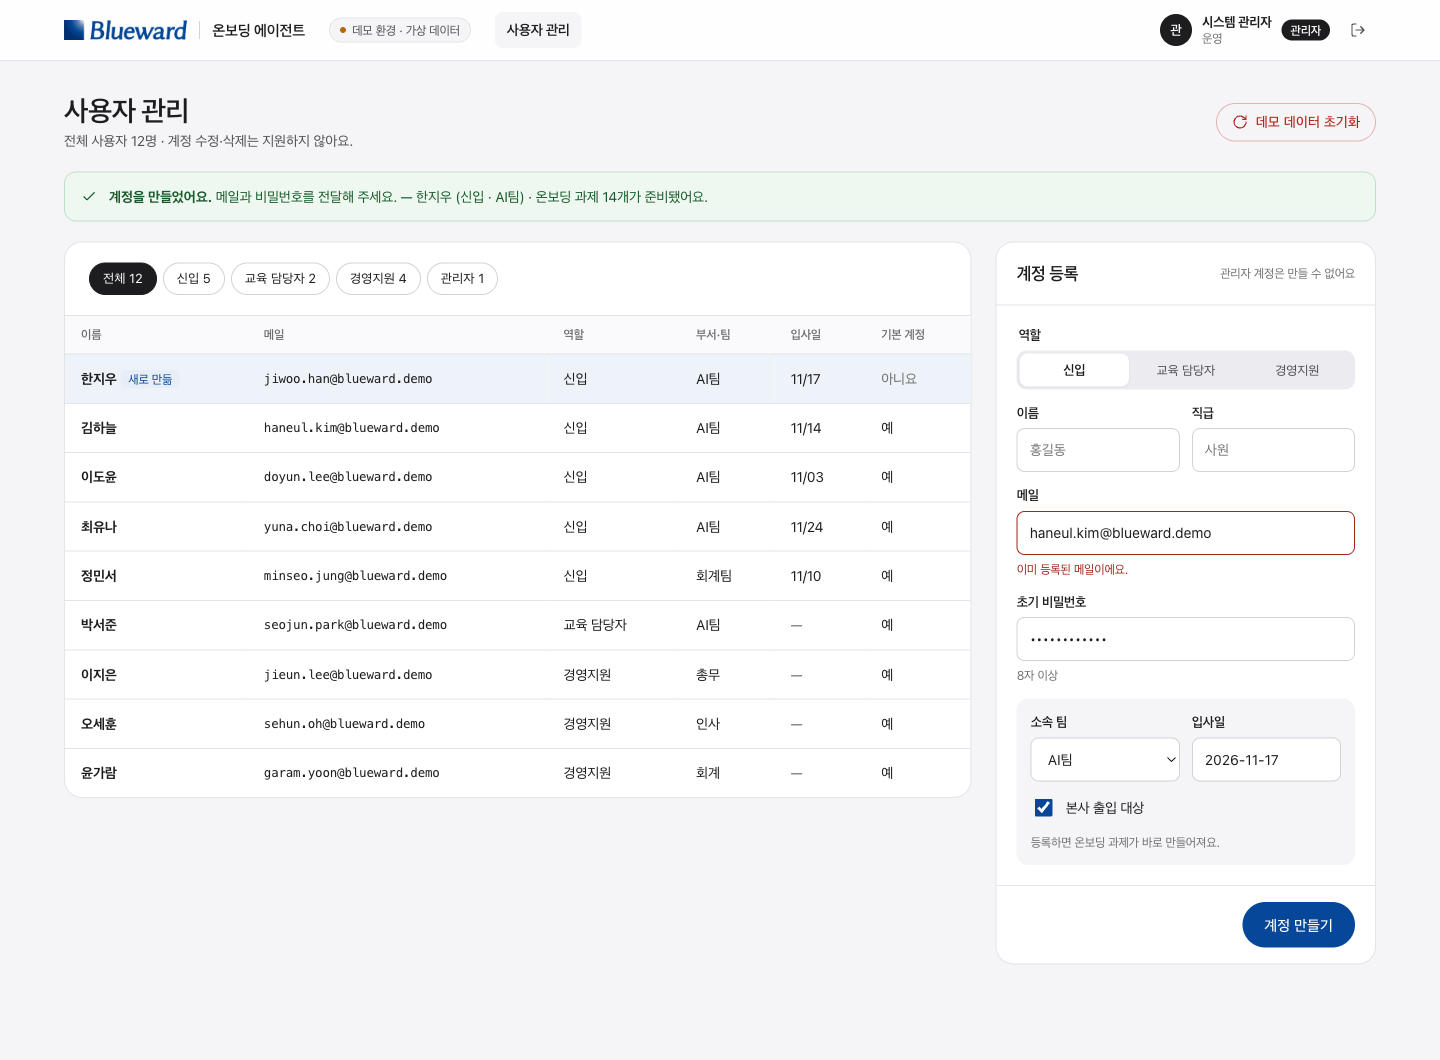 Blueward
온보딩 에이전트
데모 환경 · 가상 데이터
사용자 관리
관
시스템 관리자
운영
관리자
사용자 관리
전체 사용자 12명 · 계정 수정·삭제는 지원하지 않아요.
데모 데이터 초기화
계정을 만들었어요. 메일과 비밀번호를 전달해 주세요. — 한지우 (신입 · AI팀) · 온보딩 과제 14개가 준비됐어요.
전체 12 신입 5 교육 담당자 2 경영지원 4 관리자 1
이름 메일 역할 부서·팀 입사일 기본 계정
한지우 새로 만듦 jiwoo.han@blueward.demo 신입 AI팀 11/17 아니요
김하늘 haneul.kim@blueward.demo 신입 AI팀 11/14 예
이도윤 doyun.lee@blueward.demo 신입 AI팀 11/03 예
최유나 yuna.choi@blueward.demo 신입 AI팀 11/24 예
정민서 minseo.jung@blueward.demo 신입 회계팀 11/10 예
박서준 seojun.park@blueward.demo 교육 담당자 AI팀 — 예
이지은 jieun.lee@blueward.demo 경영지원 총무 — 예
오세훈 sehun.oh@blueward.demo 경영지원 인사 — 예
윤가람 garam.yoon@blueward.demo 경영지원 회계 — 예
계정 등록
관리자 계정은 만들 수 없어요
역할
신입 교육 담당자 경영지원
이름 직급
홍길동 사원
메일
haneul.kim@blueward.demo
이미 등록된 메일이에요.
초기 비밀번호
••••••••••••
8자 이상
소속 팀 입사일
AI팀 2026-11-17
본사 출입 대상
등록하면 온보딩 과제가 바로 만들어져요.
계정 만들기